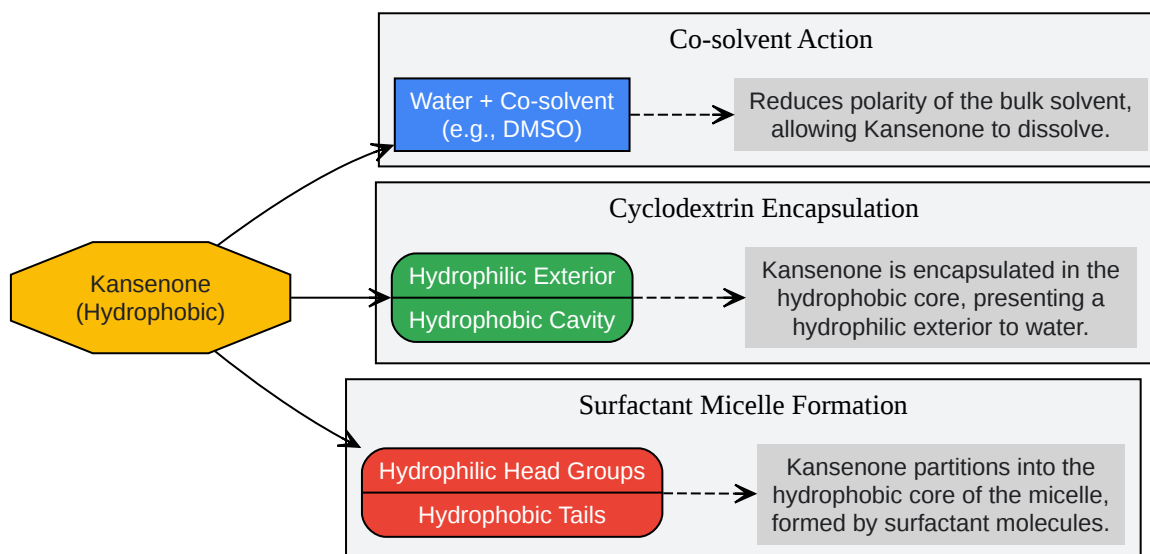 Co-solvent Action
Water + Co-solvent
(e.g., DMSO)
Reduces polarity of the bulk solvent,
allowing Kansenone to dissolve.
Kansenone
(Hydrophobic)
Cyclodextrin Encapsulation
Hydrophilic Exterior
Hydrophobic Cavity
Kansenone is encapsulated in the
hydrophobic core, presenting a
hydrophilic exterior to water.
Surfactant Micelle Formation
Hydrophilic Head Groups
Hydrophobic Tails
Kansenone partitions into the
hydrophobic core of the micelle,
formed by surfactant molecules.